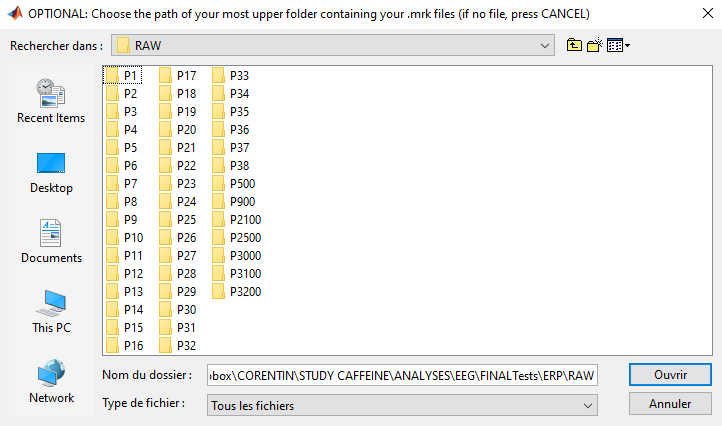 OPTIONAL: Choose the path of your most upper folder containing your .mrk files (if no file, press CANCEL)
Rechercher dans : RAW
Recent Items
Desktop
Documents
This PC
Network
P1 P17 P33
P2 P18 P34
P3 P19 P35
P4 P20 P36
P5 P21 P37
P6 P22 P38
P7 P23 P500
P8 P24 P900
P9 P25 P2100
P10 P26 P2500
P11 P27 P3000
P12 P28 P3100
P13 P29 P3200
P14 P30
P15 P31
P16 P32
Nom du dossier : box\CORENTIN\STUDY CAFFEINE\ANALYSES\EEG\FINALTests\ERP\RAW Ouvrir
Type de fichier : Tous les fichiers Annuler